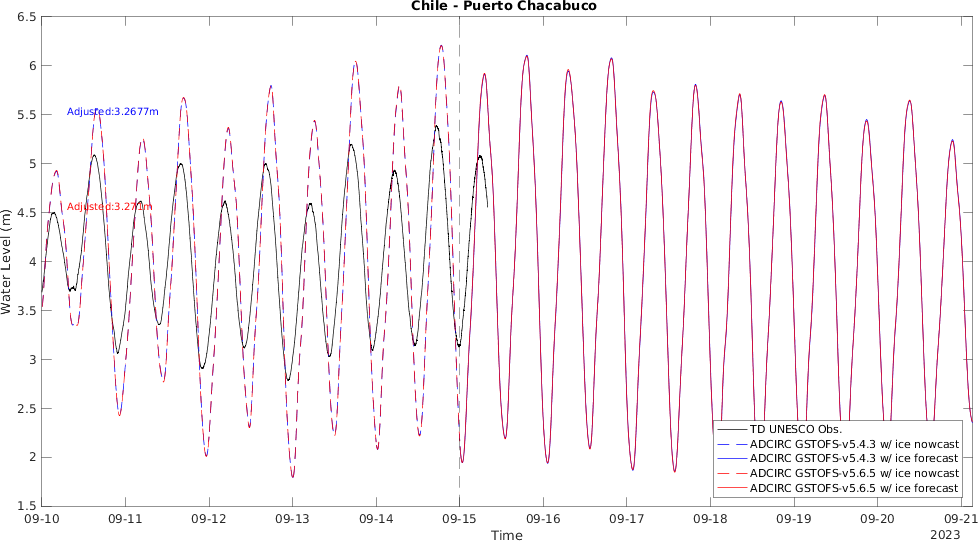 Chile - Puerto Chacabuco
6.5
6
5.5
5
4.5
4
3.5
3
2.5
2
1.5
Water Level (m)
Adjusted:3.2677m
Adjusted:3.271m
TD UNESCO Obs.
ADCIRC GSTOFS-v5.4.3 w/ ice nowcast
ADCIRC GSTOFS-v5.4.3 w/ ice forecast
ADCIRC GSTOFS-v5.6.5 w/ ice nowcast
ADCIRC GSTOFS-v5.6.5 w/ ice forecast
09-10 09-11 09-12 09-13 09-14 09-15 09-16 09-17 09-18 09-19 09-20 09-21
2023
Time